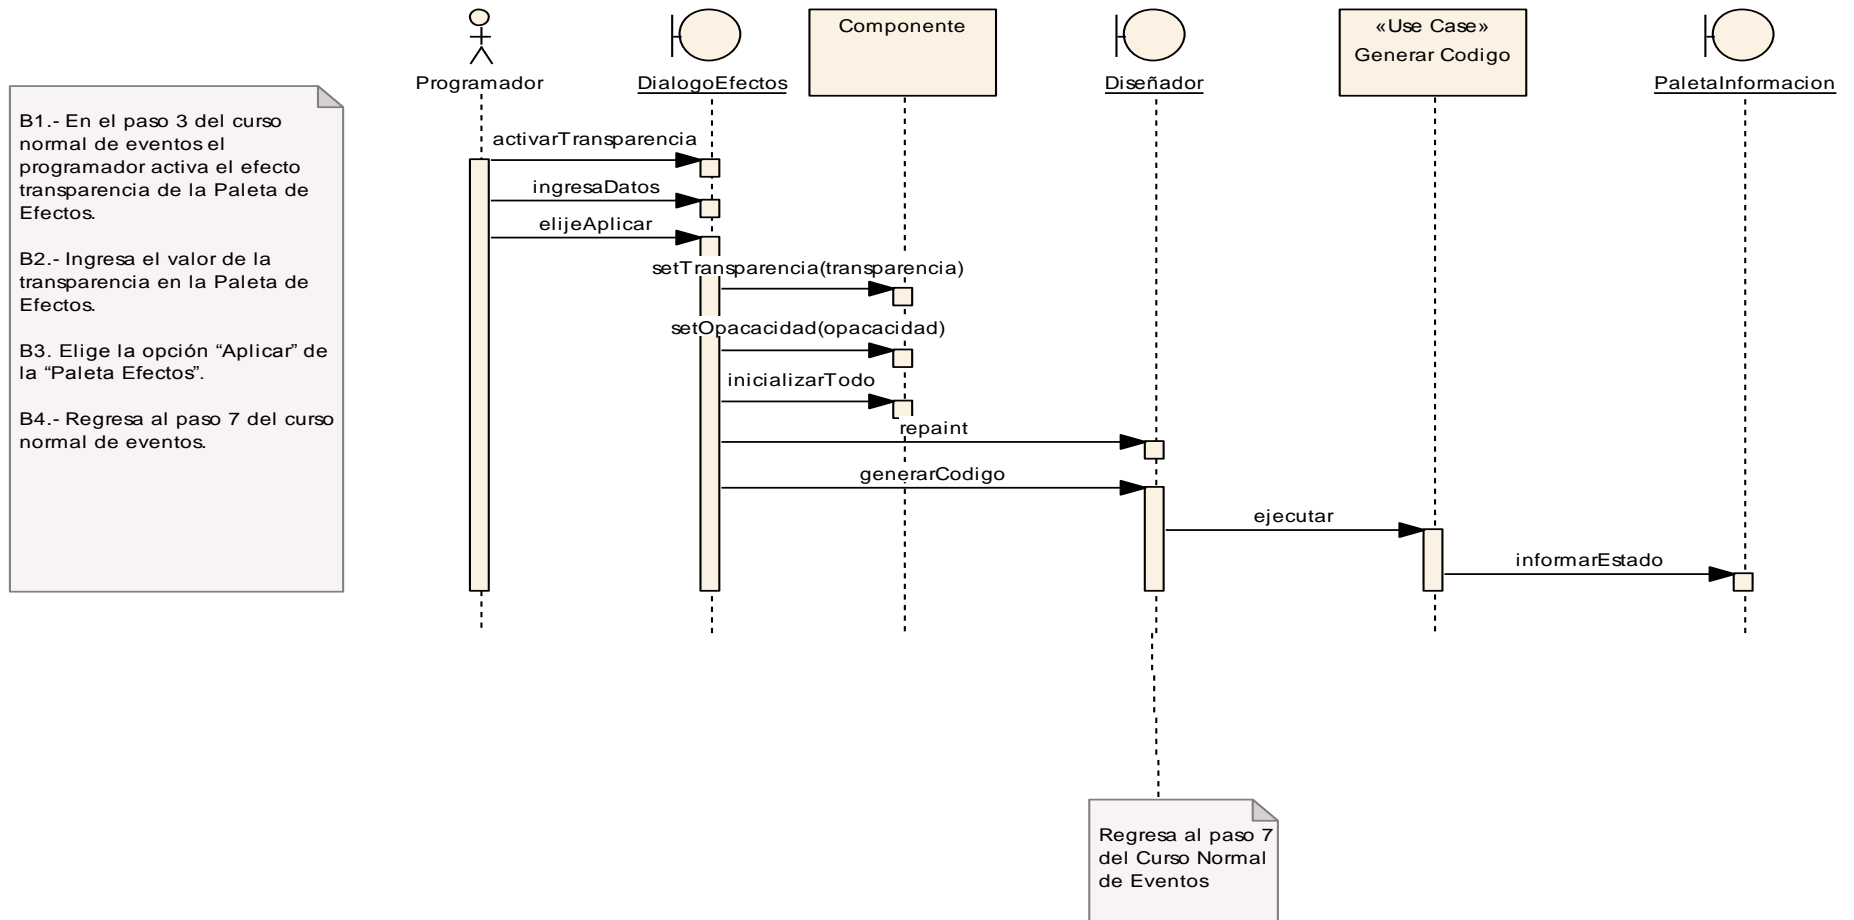 Programador
DialogoEfectos
Componente
Diseñador
«Use Case»
Generar Codigo
PaletaInformacion
B1.- En el paso 3 del curso
normal de eventos el
programador activa el efecto
transparencia de la Paleta de
Efectos.
B2.- Ingresa el valor de la
transparencia en la Paleta de
Efectos.
B3. Elige la opción “Aplicar” de
la “Paleta Efectos”.
B4.- Regresa al paso 7 del curso
normal de eventos.
activarTransparencia
ingresaDatos
elijeAplicar
setTransparencia(transparencia)
setOpacacidad(opacacidad)
inicializarTodo
repaint
generarCodigo
ejecutar
informarEstado
Regresa al paso 7
del Curso Normal
de Eventos